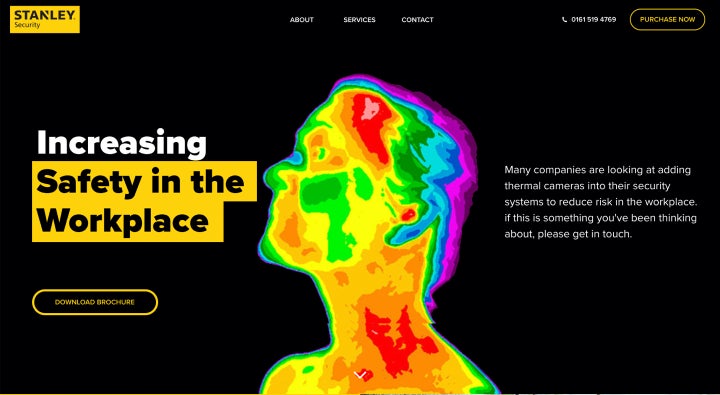 STANLEY.
Security
ABOUT
SERVICES
CONTACT
0161 519 4769
PURCHASE NOW
Increasing
Safety in the
Workplace
Many companies are looking at adding
thermal cameras into their security
systems to reduce risk in the workplace.
if this is something you've been thinking
about, please get in touch.
DOWNLOAD BROCHURE